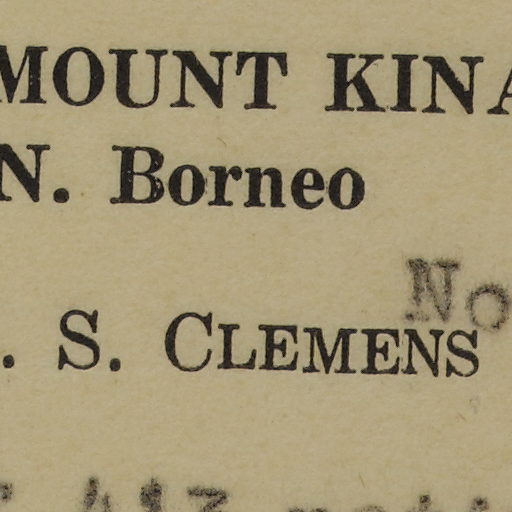 MOUNT KINA
N. Borneo
No
. S. CLEMENS